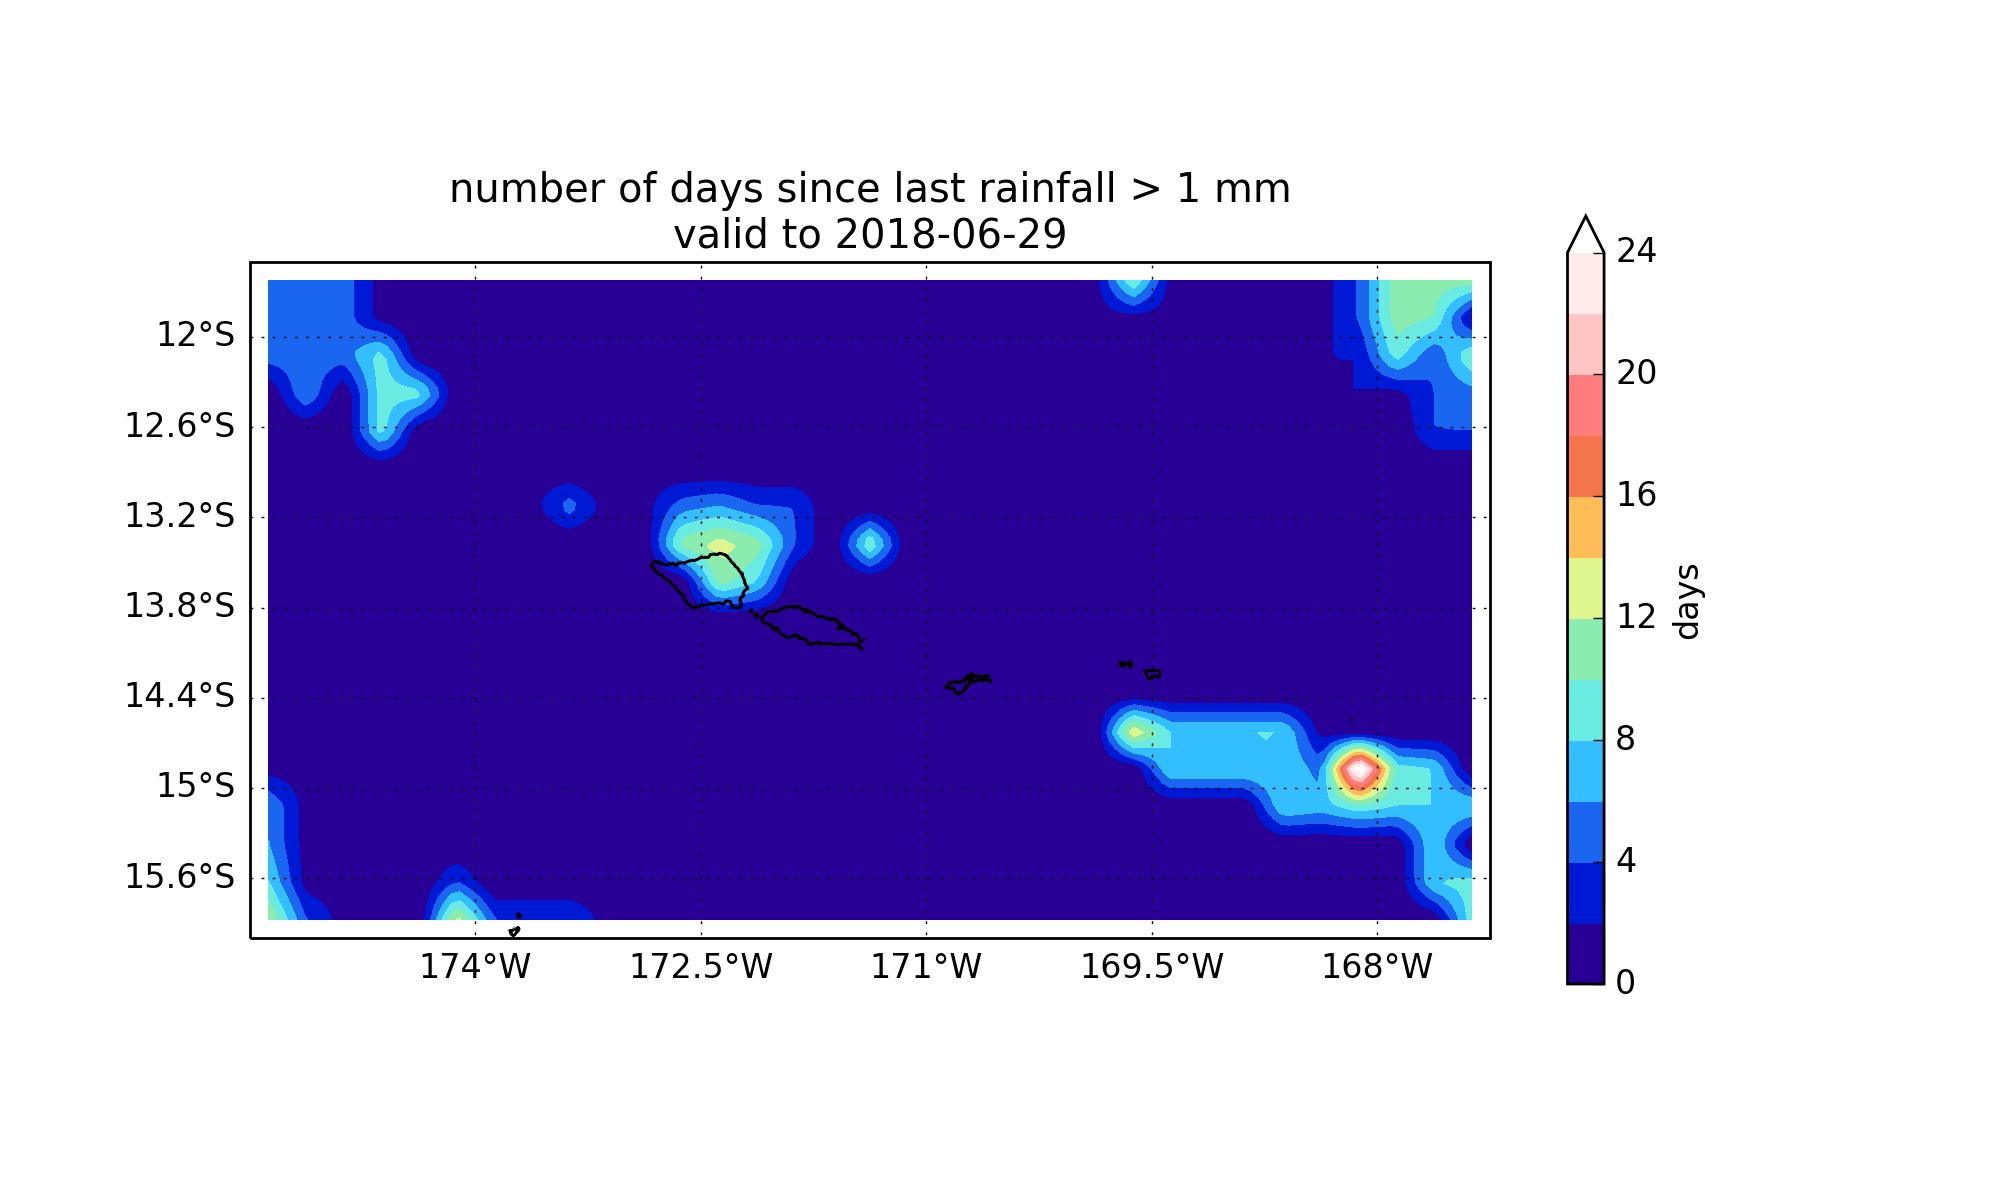 number of days since last rainfall > 1 mm
valid to 2018-06-29
12°S
12.6°S
13.2°S
13.8°S
14.4°S
15°S
15.6°S
174°W
172.5°W
171°W
169.5°W
168°W
24
20
16
12
8
4
0
days